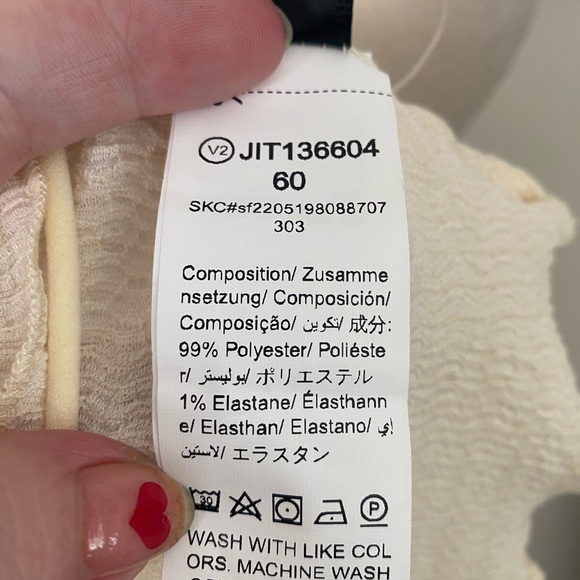 V2 JIT136604
60
SKC#sf2205198088707
303
Composition/ Zusamme
nsetzung/ Composición/
Composição/ تكوين/ 成分:
99% Polyester/ Poliéste
r/ بوليستر/ ポリエステル
1% Elastane/ Élasthann
e/ Elasthan/ Elastano/ إي
لاستين/ エラスタン
30 P
WASH WITH LIKE COL
ORS. MACHINE WASH